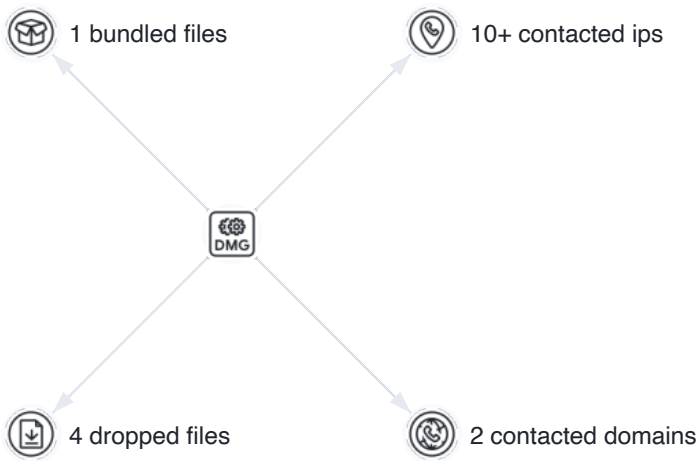 1 bundled files
10+ contacted ips
DMG
4 dropped files
2 contacted domains